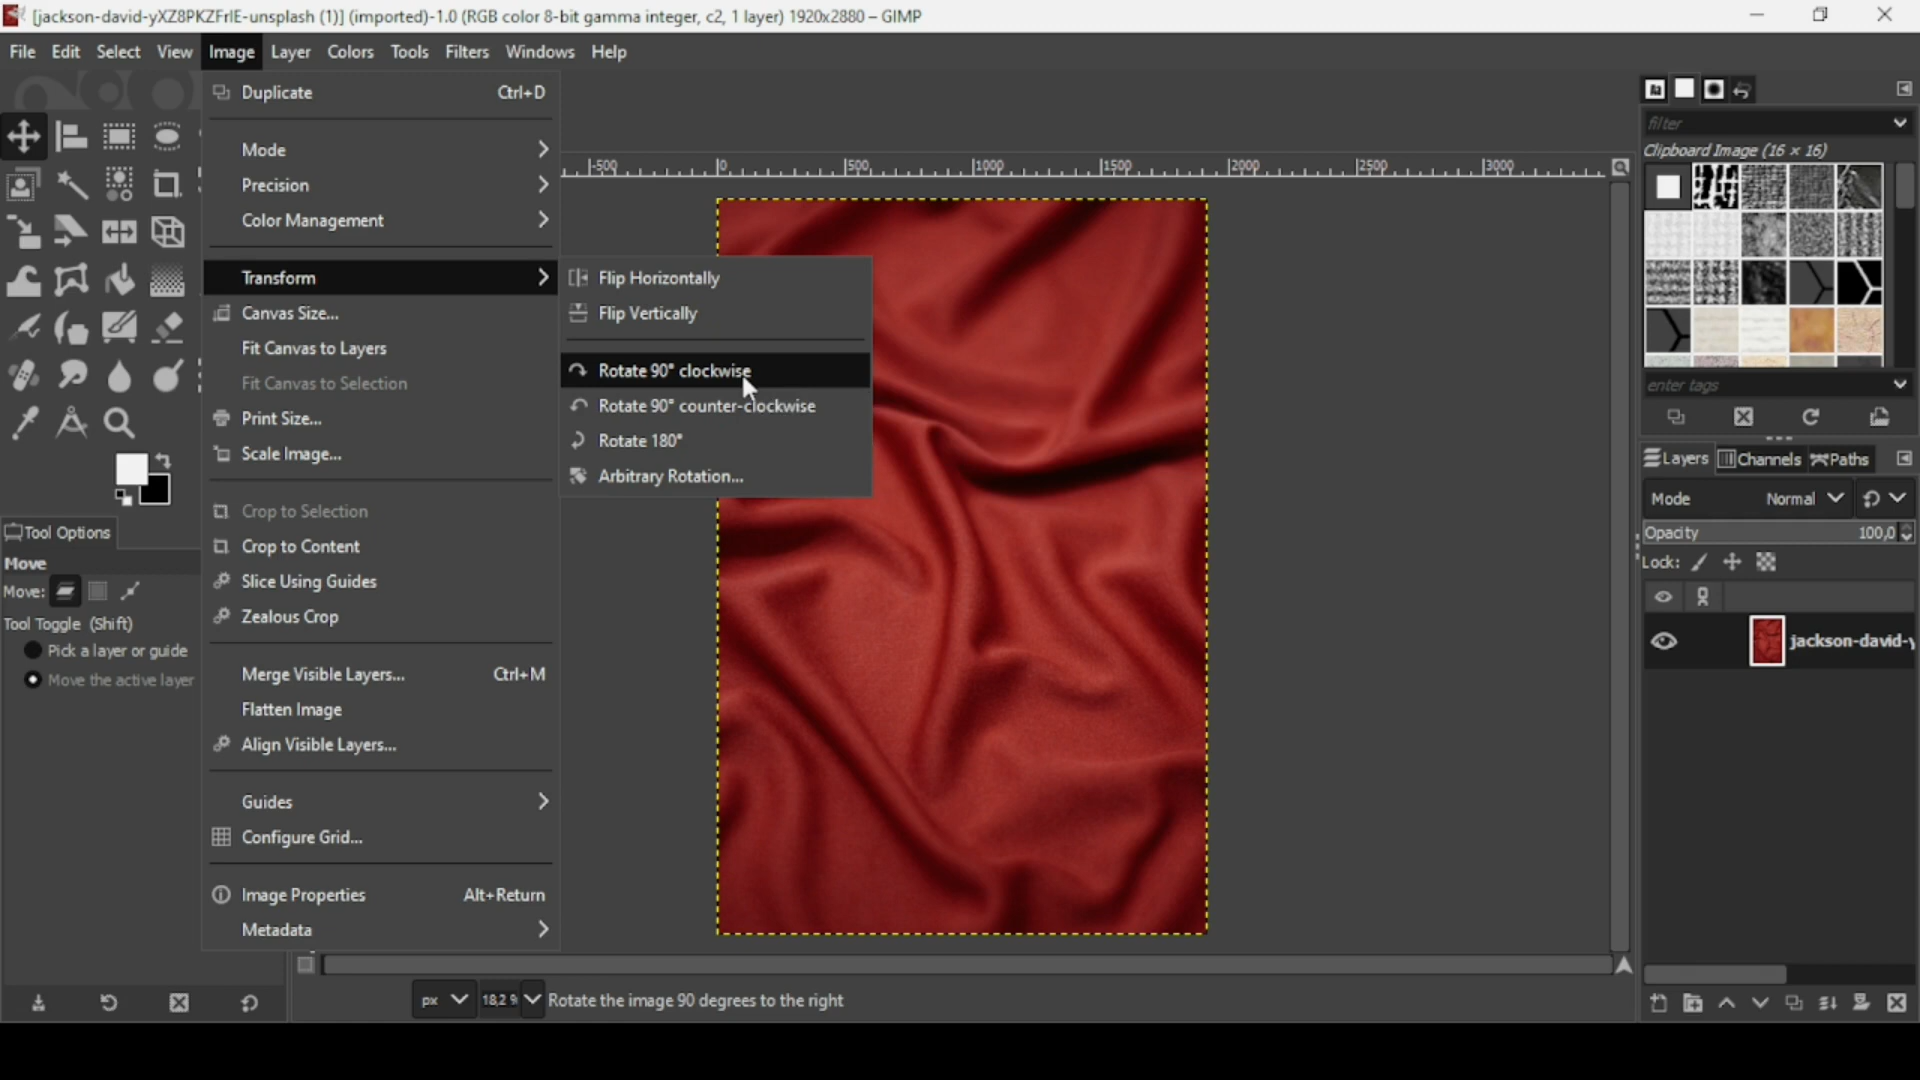 [jackson-david-yXZ8PKZFrIE-unsplash (1)] (imported)-1.0 (RGB color 8-bit gamma integer, c2, 1 layer) 1920x2880 – GIMP
File Edit Select View Image Layer Colors Tools Filters Windows Help
Duplicate Ctrl+D
Mode
Precision
Color Management
Transform
Canvas Size...
Fit Canvas to Layers
Fit Canvas to Selection
Print Size...
Scale Image...
Crop to Selection
Crop to Content
Slice Using Guides
Zealous Crop
Merge Visible Layers... Ctrl+M
Flatten Image
Align Visible Layers...
Guides
Configure Grid...
Image Properties Alt+Return
Metadata
Flip Horizontally
Flip Vertically
Rotate 90° clockwise
Rotate 90° counter-clockwise
Rotate 180°
Arbitrary Rotation...
-500 0 500 1000 1500 2000 2500 3000
Tool Options
Move
Move:
Tool Toggle (Shift)
Pick a layer or guide
Move the active layer
px 18,2 Rotate the image 90 degrees to the right
filter
Clipboard Image (16 × 16)
enter tags
Layers Channels Paths
Mode Normal
Opacity 100,0
Lock:
jackson-david-y